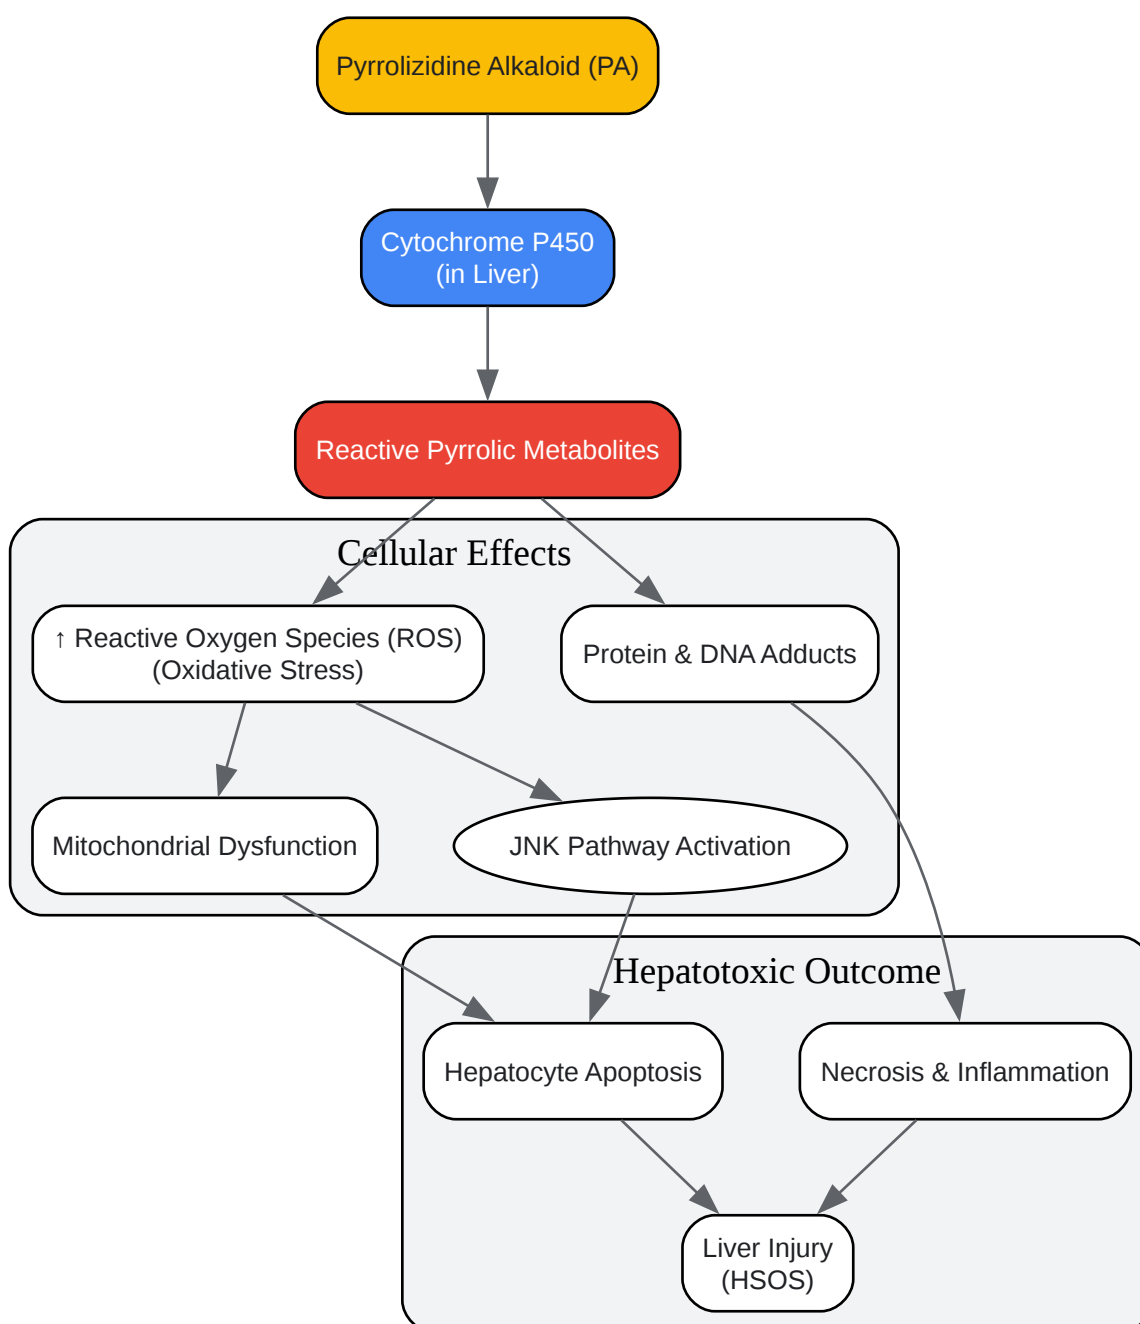 Pyrrolizidine Alkaloid (PA)
Cytochrome P450
(in Liver)
Reactive Pyrrolic Metabolites
Cellular Effects
↑ Reactive Oxygen Species (ROS)
(Oxidative Stress)
Protein & DNA Adducts
Mitochondrial Dysfunction
JNK Pathway Activation
Hepatotoxic Outcome
Hepatocyte Apoptosis
Necrosis & Inflammation
Liver Injury
(HSOS)